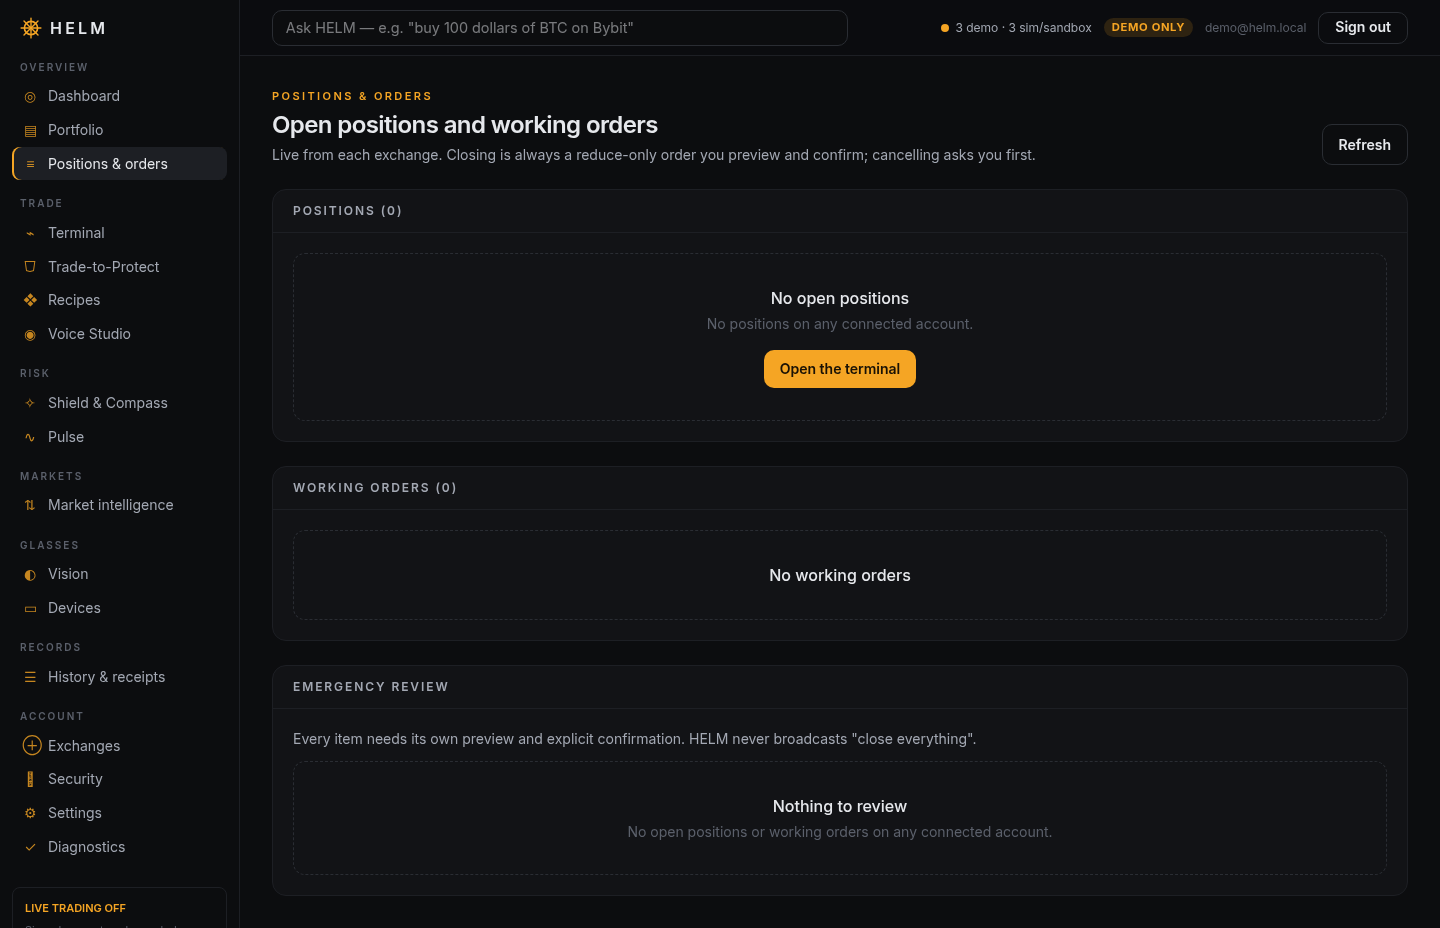 HELM
Ask HELM — e.g. "buy 100 dollars of BTC on Bybit"
3 demo · 3 sim/sandbox
DEMO ONLY
demo@helm.local
Sign out
OVERVIEW
Dashboard
Portfolio
Positions & orders
TRADE
Terminal
Trade-to-Protect
Recipes
Voice Studio
RISK
Shield & Compass
Pulse
MARKETS
Market intelligence
GLASSES
Vision
Devices
RECORDS
History & receipts
ACCOUNT
Exchanges
Security
Settings
Diagnostics
LIVE TRADING OFF
POSITIONS & ORDERS
Open positions and working orders
Live from each exchange. Closing is always a reduce-only order you preview and confirm; cancelling asks you first.
Refresh
POSITIONS (0)
No open positions
No positions on any connected account.
Open the terminal
WORKING ORDERS (0)
No working orders
EMERGENCY REVIEW
Every item needs its own preview and explicit confirmation. HELM never broadcasts "close everything".
Nothing to review
No open positions or working orders on any connected account.